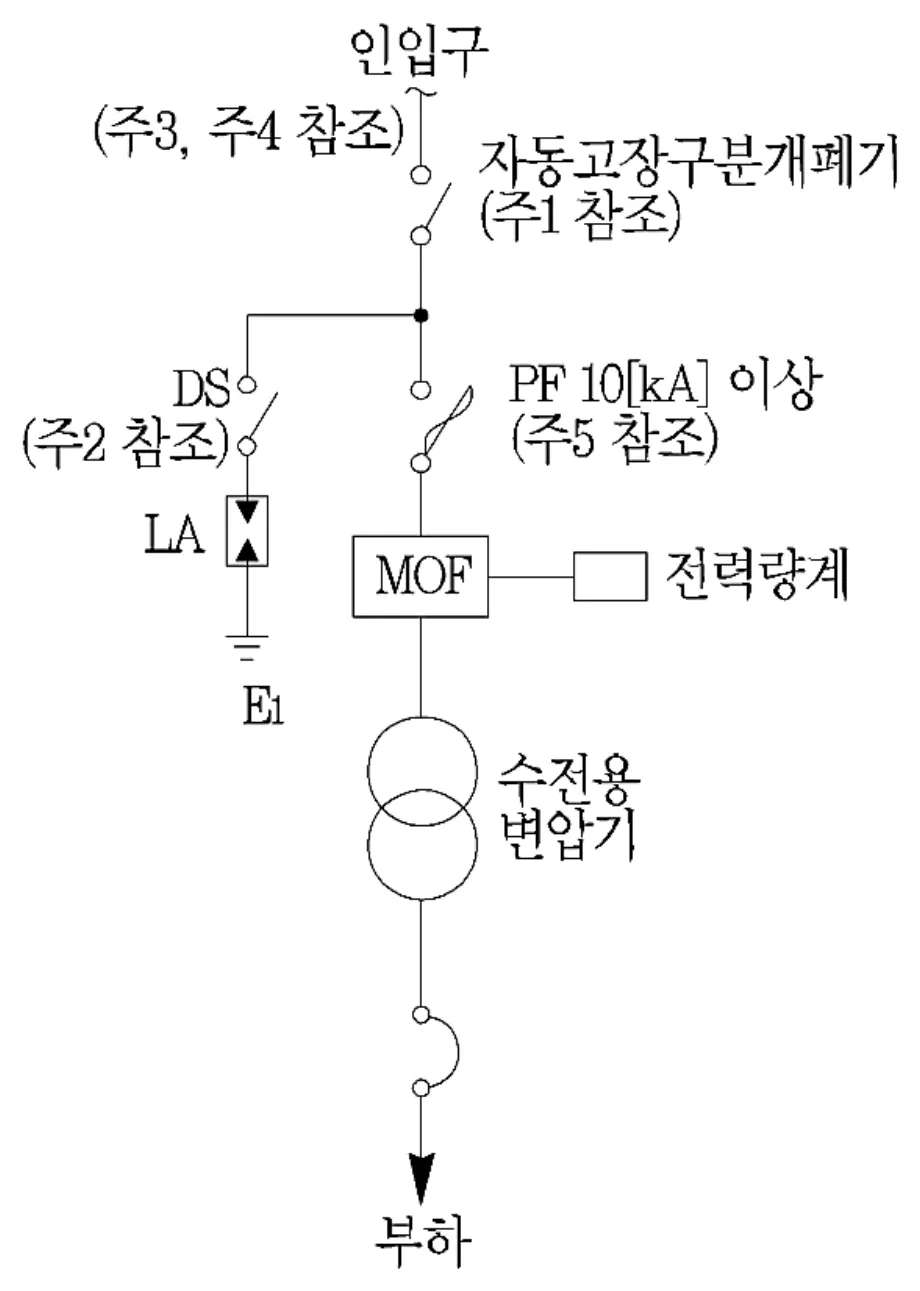 인입구
(주3, 주4 참조)
자동고장구분개폐기
(주1 참조)
DS
(주2 참조)
PF 10[kA] 이상
(주5 참조)
LA
MOF
전력량계
E1
수전용
변압기
부하